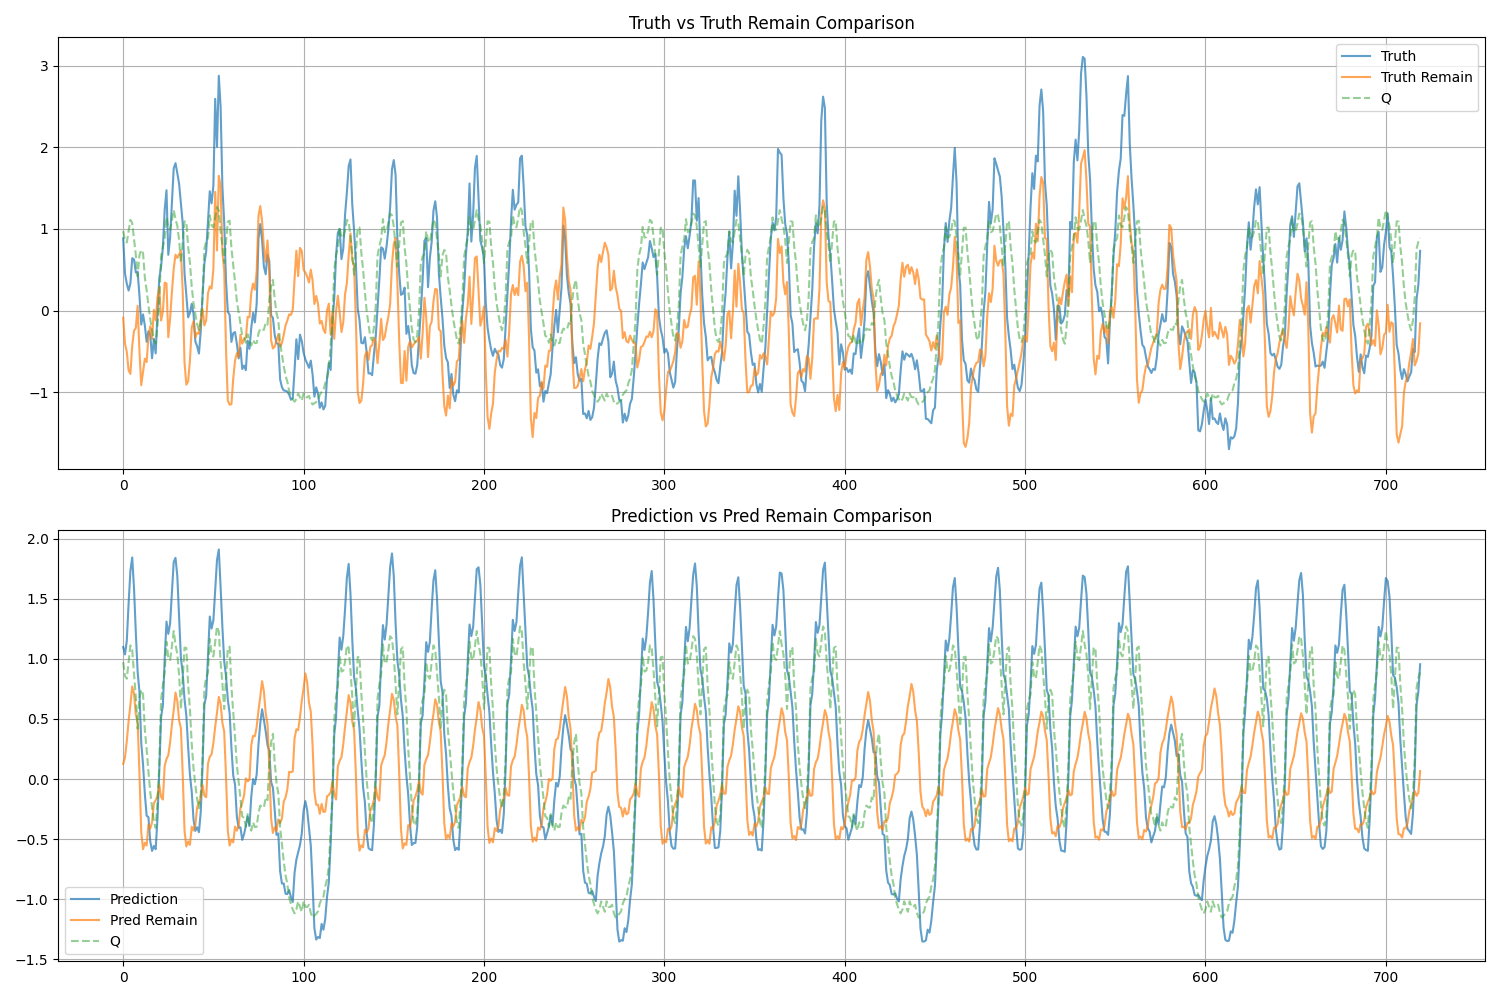 Truth vs Truth Remain Comparison
3
2
1
0
−1
Truth
Truth Remain
Q
0 100 200 300 400 500 600 700
Prediction vs Pred Remain Comparison
2.0
1.5
1.0
0.5
0.0
−0.5
−1.0
−1.5
Prediction
Pred Remain
Q
0 100 200 300 400 500 600 700